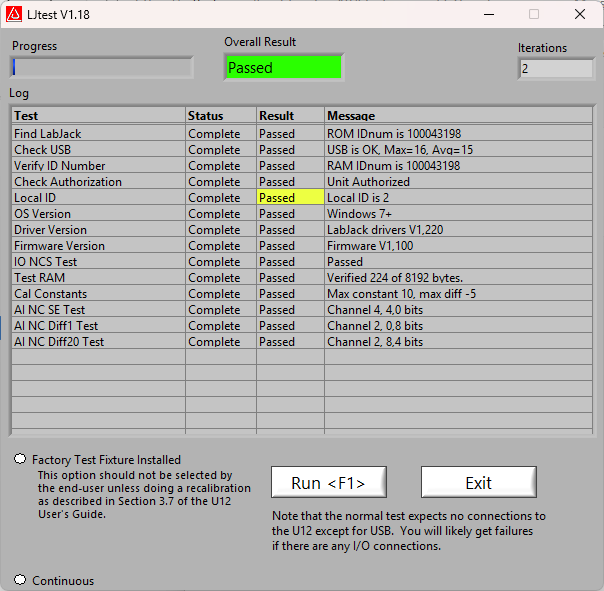 LJtest V1.18
Progress
Overall Result
Passed
Iterations
2
Log
Test Status Result Message
Find LabJack Complete Passed ROM IDnum is 100043198
Check USB Complete Passed USB is OK, Max=16, Avg=15
Verify ID Number Complete Passed RAM IDnum is 100043198
Check Authorization Complete Passed Unit Authorized
Local ID Complete Passed Local ID is 2
OS Version Complete Passed Windows 7+
Driver Version Complete Passed LabJack drivers V1,220
Firmware Version Complete Passed Firmware V1,100
IO NCS Test Complete Passed Passed
Test RAM Complete Passed Verified 224 of 8192 bytes.
Cal Constants Complete Passed Max constant 10, max diff -5
AI NC SE Test Complete Passed Channel 4, 4,0 bits
AI NC Diff1 Test Complete Passed Channel 2, 0,8 bits
AI NC Diff20 Test Complete Passed Channel 2, 8,4 bits
Factory Test Fixture Installed
This option should not be selected by
the end-user unless doing a recalibration
as described in Section 3.7 of the U12
User's Guide.
Run <F1>
Exit
Note that the normal test expects no connections to
the U12 except for USB. You will likely get failures
if there are any I/O connections.
Continuous